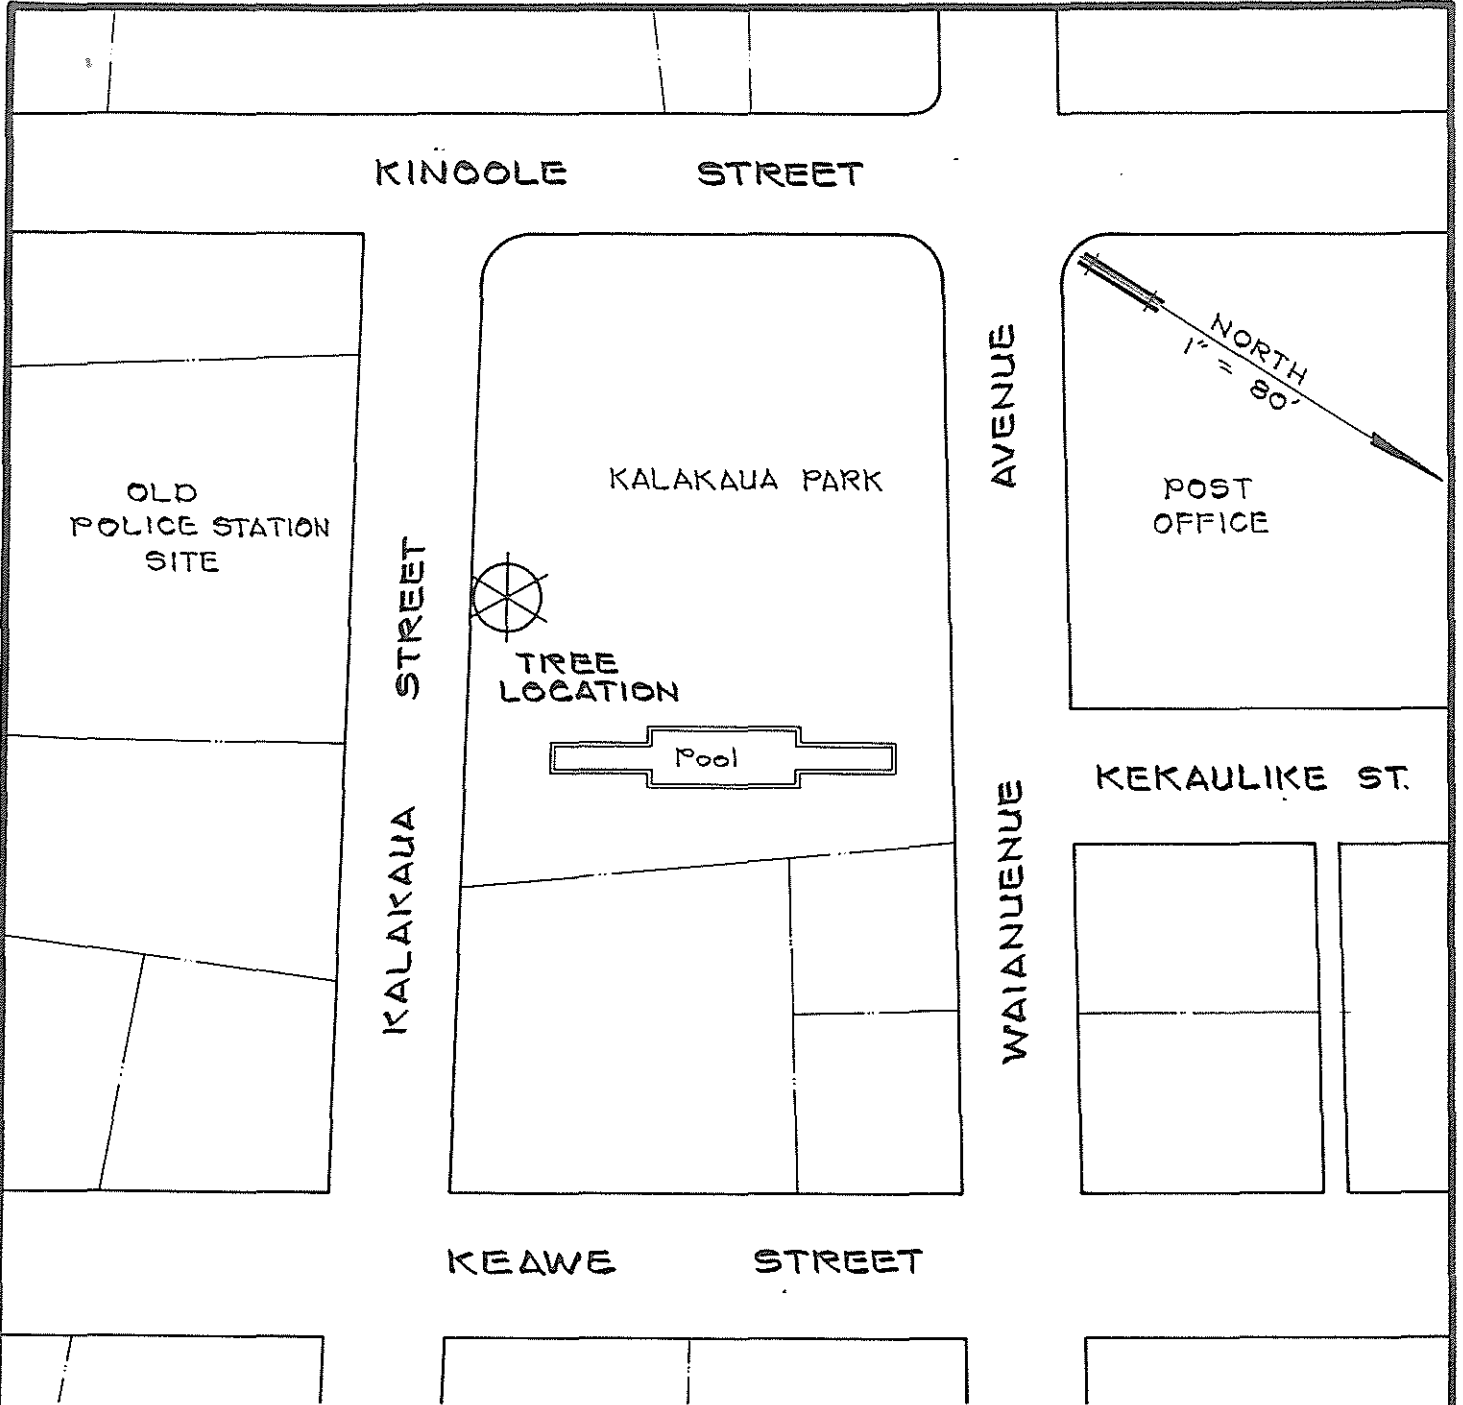 KINOOLE STREET
NORTH
1" = 80'
AVENUE
KALAKAUA PARK
POST
OFFICE
OLD
POLICE STATION
SITE
STREET
TREE
LOCATION
Pool
KEKAULIKE ST.
KALAKAUA
WAIANUENUE
KEAWE STREET